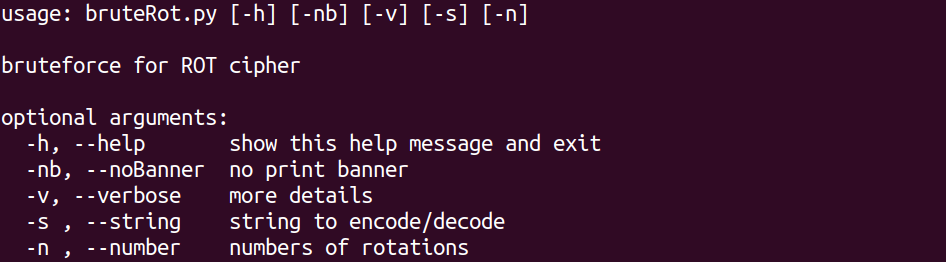 usage: bruteRot.py [-h] [-nb] [-v] [-s] [-n]
bruteforce for ROT cipher
optional arguments:
-h, --help show this help message and exit
-nb, --noBanner no print banner
-v, --verbose more details
-s , --string string to encode/decode
-n , --number numbers of rotations